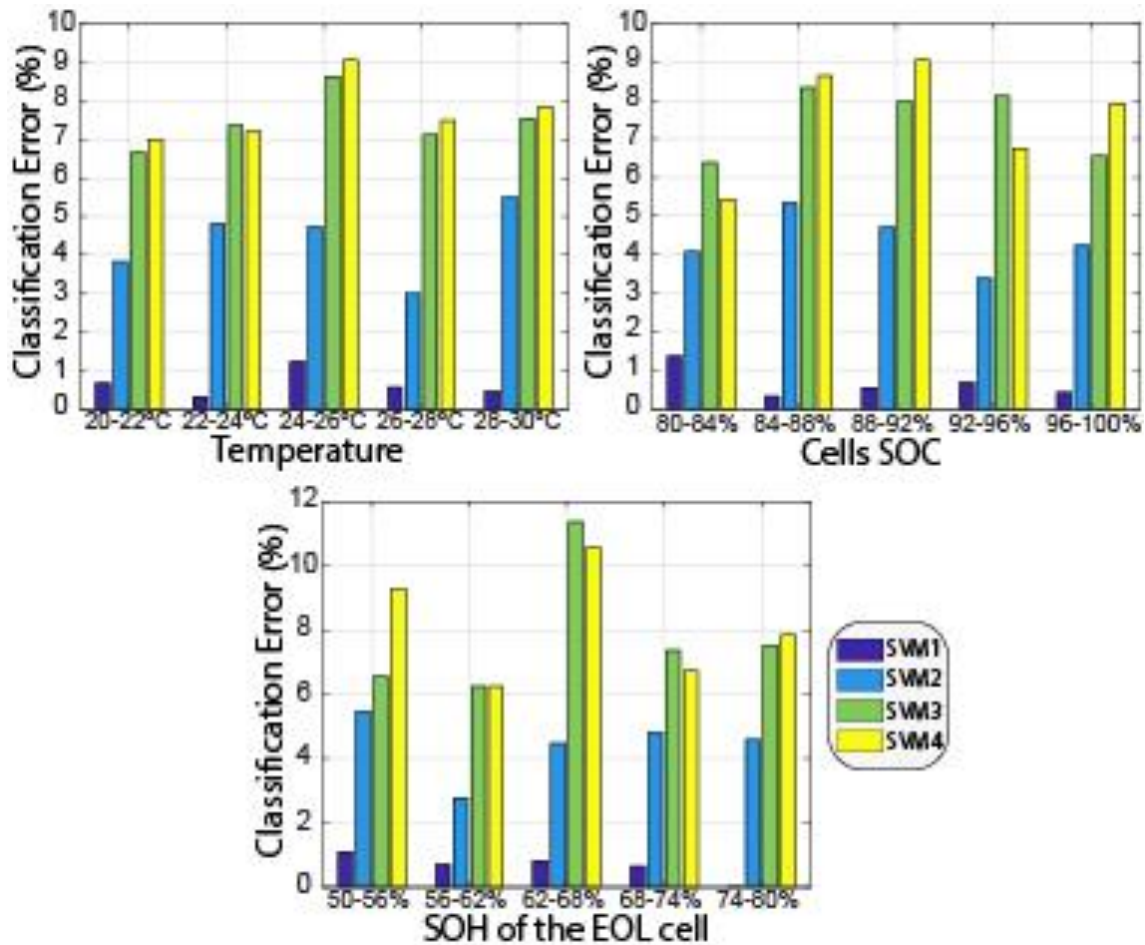 Classification Error (%)
10
9
8
7
6
5
4
3
2
1
0
20-22°C 22-24°C 24-26°C 26-28°C 28-30°C
Temperature
Classification Error (%)
10
9
8
7
6
5
4
3
2
1
0
80-84% 84-88% 88-92% 92-96% 96-100%
Cells SOC
Classification Error (%)
12
10
8
6
4
2
0
50-56% 56-62% 62-68% 68-74% 74-80%
SOH of the EOL cell
SVM1
SVM2
SVM3
SVM4